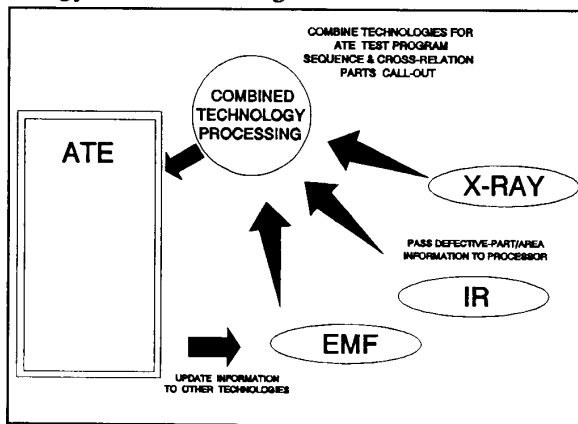 COMBINE TECHNOLOGIES FOR
ATE TEST PROGRAM
SEQUENCE & CROSS-RELATION
PARTS CALL-OUT
COMBINED
TECHNOLOGY
PROCESSING
ATE
X-RAY
PASS DEFECTIVE-PART/AREA
INFORMATION TO PROCESSOR
IR
EMF
UPDATE INFORMATION
TO OTHER TECHNOLOGIES